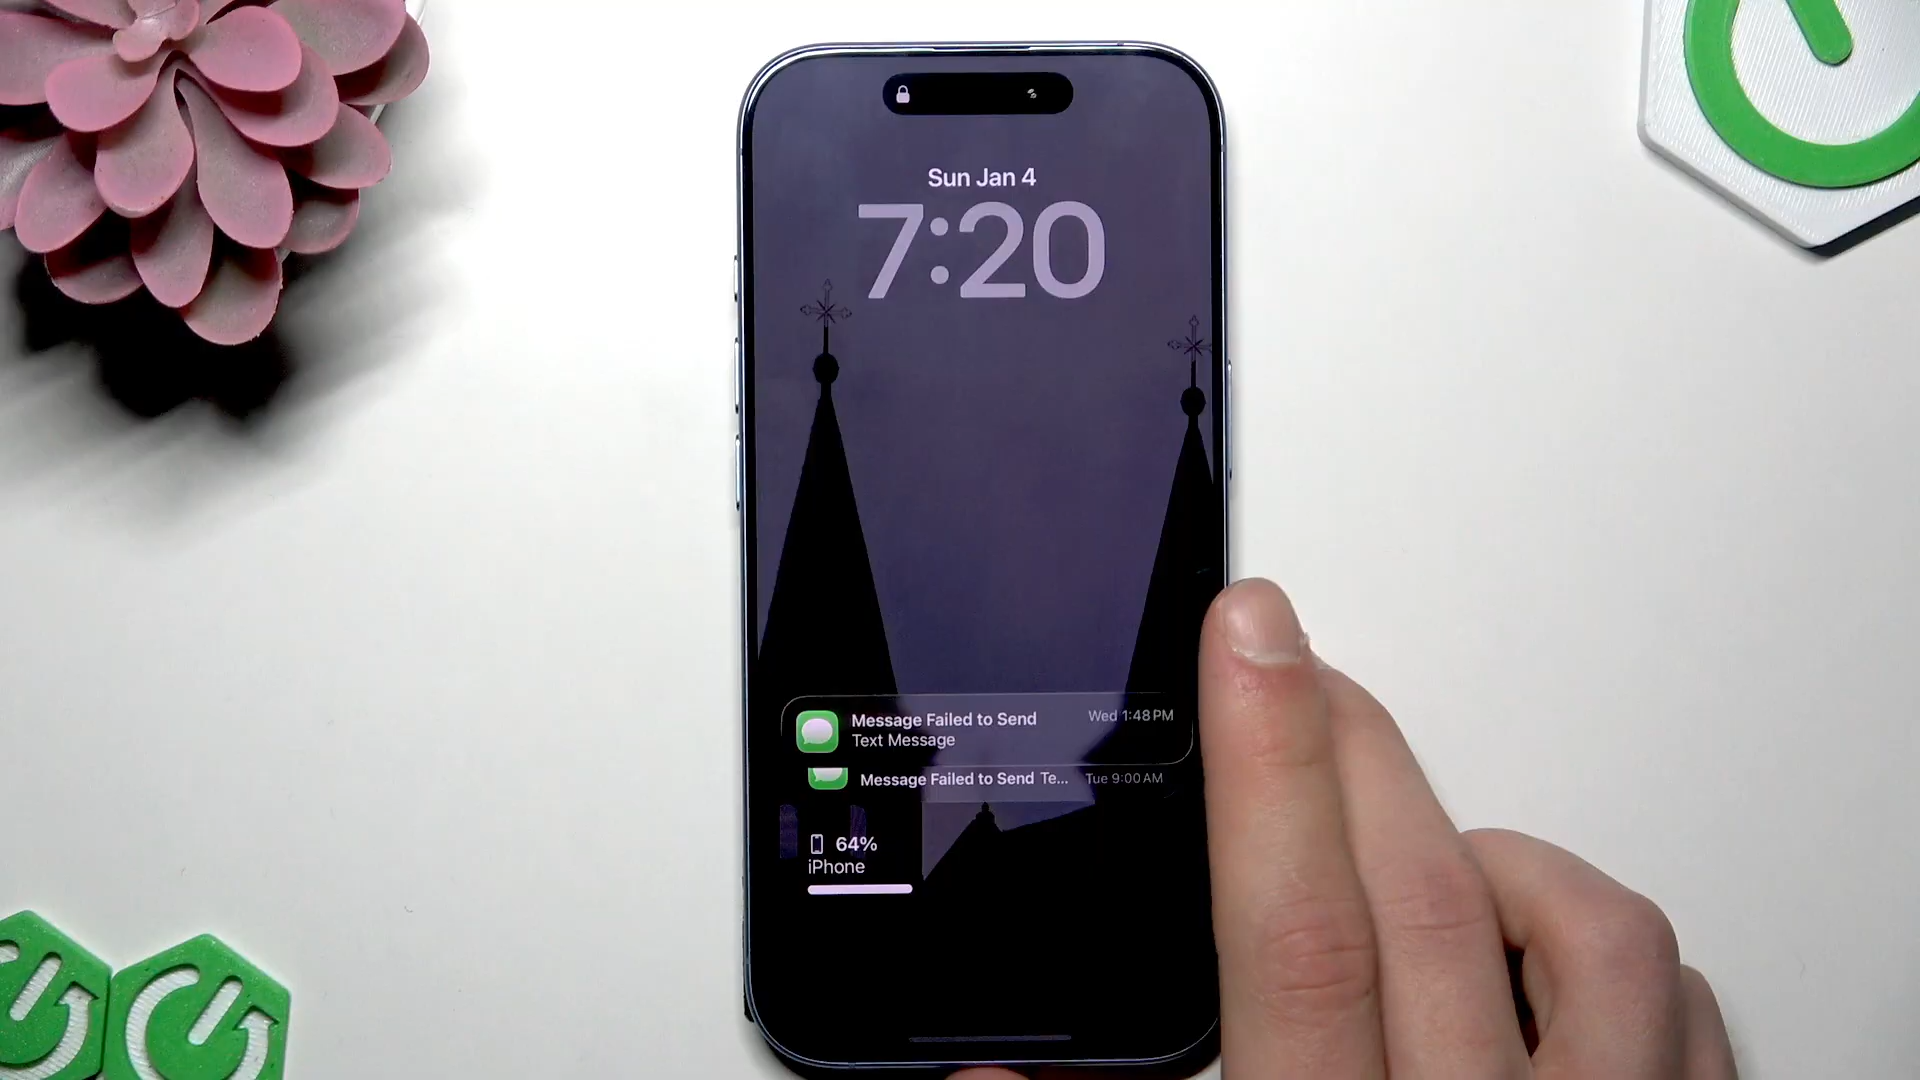 Sun Jan 4
7:20
Message Failed to Send Wed 1:48 PM
Text Message
Message Failed to Send Te... Tue 9:00 AM
64%
iPhone